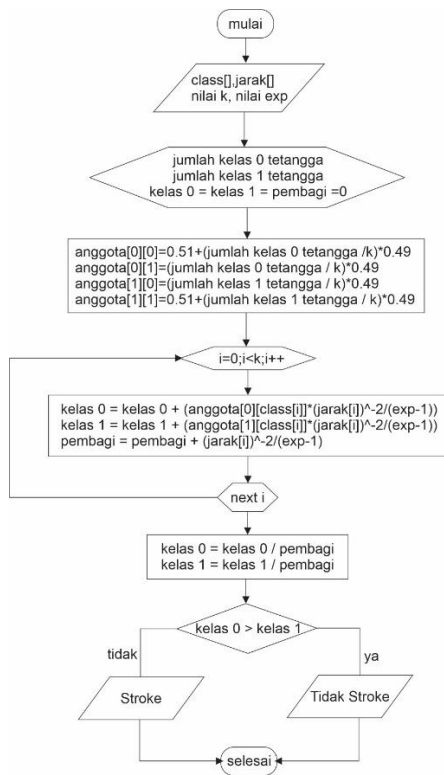 mulai
class[],jarak[]
nilai k, nilai exp
jumlah kelas 0 tetangga
jumlah kelas 1 tetangga
kelas 0 = kelas 1 = pembagi =0
anggota[0][0]=0.51+(jumlah kelas 0 tetangga /k)*0.49
anggota[0][1]=(jumlah kelas 0 tetangga / k)*0.49
anggota[1][0]=(jumlah kelas 1 tetangga / k)*0.49
anggota[1][1]=0.51+(jumlah kelas 1 tetangga /k)*0.49
i=0;i<k;i++
kelas 0 = kelas 0 + (anggota[0][class[i]]*(jarak[i])^-2/(exp-1))
kelas 1 = kelas 1 + (anggota[1][class[i]]*(jarak[i])^-2/(exp-1))
pembagi = pembagi + (jarak[i])^-2/(exp-1)
next i
kelas 0 = kelas 0 / pembagi
kelas 1 = kelas 1 / pembagi
kelas 0 > kelas 1
tidak
ya
Stroke
Tidak Stroke
selesai